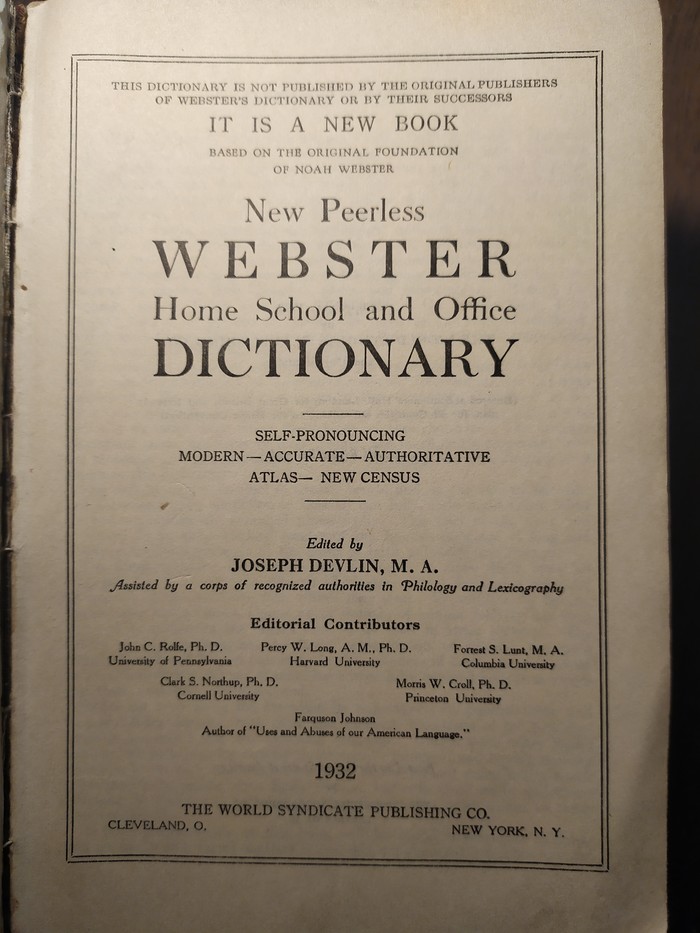 THIS DICTIONARY IS NOT PUBLISHED BY THE ORIGINAL PUBLISHERS
OF WEBSTER'S DICTIONARY OR BY THEIR SUCCESSORS
IT IS A NEW BOOK
BASED ON THE ORIGINAL FOUNDATION
OF NOAH WEBSTER
New Peerless
WEBSTER
Home School and Office
DICTIONARY
SELF-PRONOUNCING
MODERN—ACCURATE—AUTHORITATIVE
ATLAS— NEW CENSUS
Edited by
JOSEPH DEVLIN, M. A.
Assisted by a corps of recognized authorities in Philology and Lexicography
Editorial Contributors
John C. Rolfe, Ph. D. Percy W. Long, A. M., Ph. D. Forrest S. Lunt, M. A.
University of Pennsylvania Harvard University Columbia University
Clark S. Northup, Ph. D. Morris W. Croll, Ph. D.
Cornell University Princeton University
Farquson Johnson
Author of "Uses and Abuses of our American Language."
1932
THE WORLD SYNDICATE PUBLISHING CO.
CLEVELAND, O. NEW YORK, N. Y.